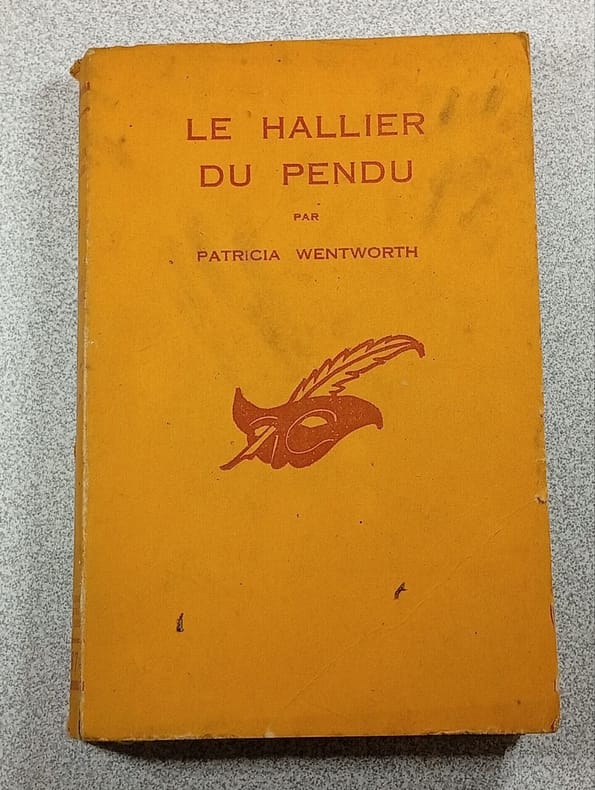 LE HALLIER
DU PENDU
PAR
PATRICIA WENTWORTH